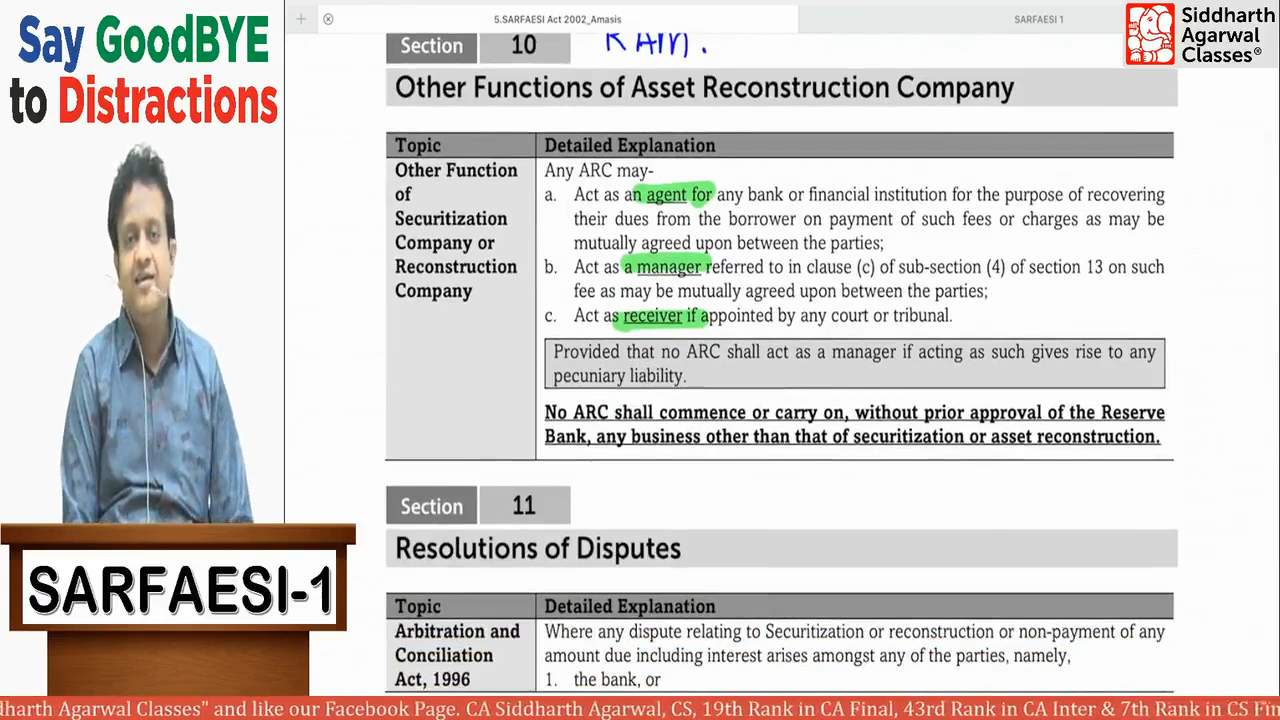 Say GoodBYE
to Distractions
5.SARFAESI Act 2002_Amasis
SARFAESI 1
Siddharth
Agarwal
Classes®
Section 10
RAM.
Other Functions of Asset Reconstruction Company
Topic
Detailed Explanation
Other Function
of
Securitization
Company or
Reconstruction
Company
Any ARC may-
a. Act as an agent for any bank or financial institution for the purpose of recovering
their dues from the borrower on payment of such fees or charges as may be
mutually agreed upon between the parties;
b. Act as a manager referred to in clause (c) of sub-section (4) of section 13 on such
fee as may be mutually agreed upon between the parties;
c. Act as receiver if appointed by any court or tribunal.
Provided that no ARC shall act as a manager if acting as such gives rise to any
pecuniary liability.
No ARC shall commence or carry on, without prior approval of the Reserve
Bank, any business other than that of securitization or asset reconstruction.
Section 11
Resolutions of Disputes
Topic
Detailed Explanation
Arbitration and
Conciliation
Act, 1996
Where any dispute relating to Securitization or reconstruction or non-payment of any
amount due including interest arises amongst any of the parties, namely,
1. the bank, or
SARFAESI-1
dharth Agarwal Classes" and like our Facebook Page. CA Siddharth Agarwal, CS, 19th Rank in CA Final, 43rd Rank in CA Inter & 7th Rank in CS Fin